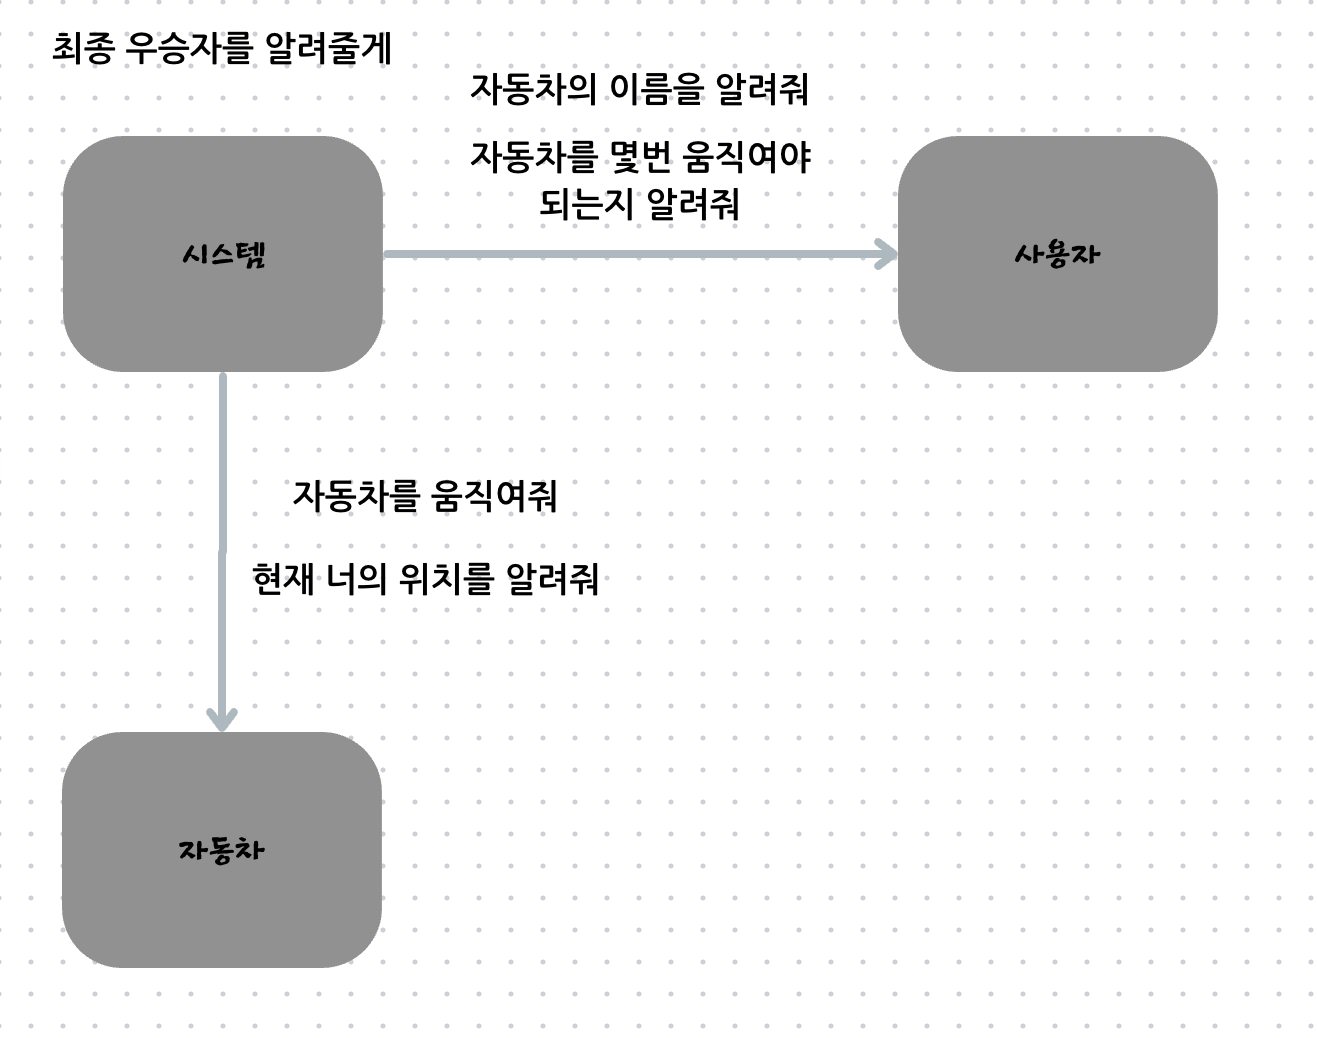 최종 우승자를 알려줄게
자동차의 이름을 알려줘
자동차를 몇번 움직여야
되는지 알려줘
시스템
사용자
자동차를 움직여줘
현재 너의 위치를 알려줘
자동차